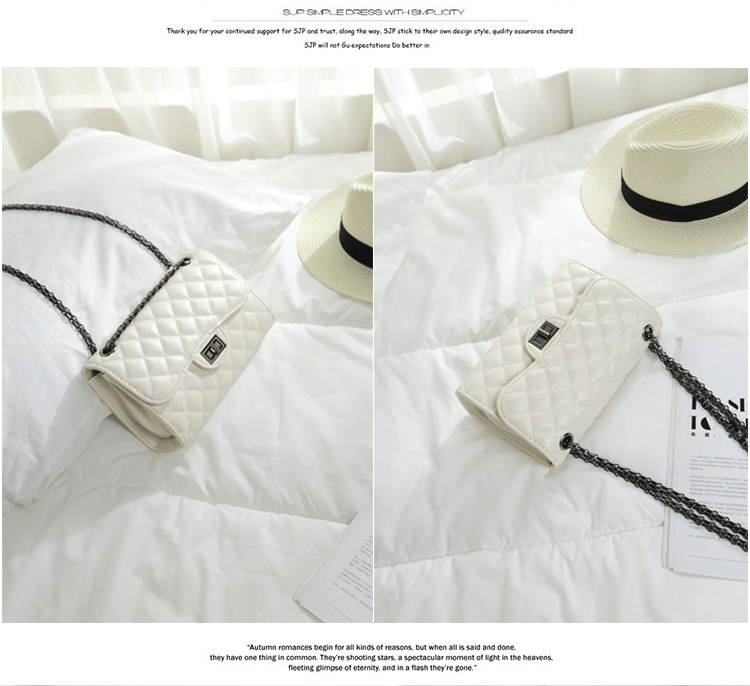 SJP SIMPLE DRESS WITH SIMPLICITY
Thank you for your continued support for SJP and trust, along the way, SJP stick to their own design style, quality assurance standard
SJP will not Gu expectations Do better in
“Autumn romances begin for all kinds of reasons, but when all is said and done,
they have one thing in common. They’re shooting stars, a spectacular moment of light in the heavens,
fleeting glimpse of eternity, and in a flash they’re gone.”